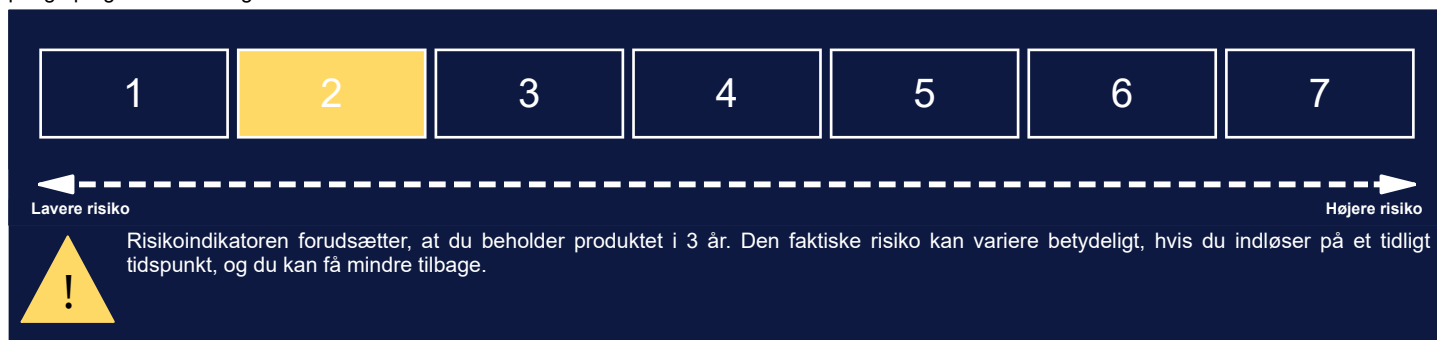 1 2 3 4 5 6 7
Lavere risiko Højere risiko
Risikoindikatoren forudsætter, at du beholder produktet i 3 år. Den faktiske risiko kan variere betydeligt, hvis du indløser på et tidligt
tidspunkt, og du kan få mindre tilbage.
!